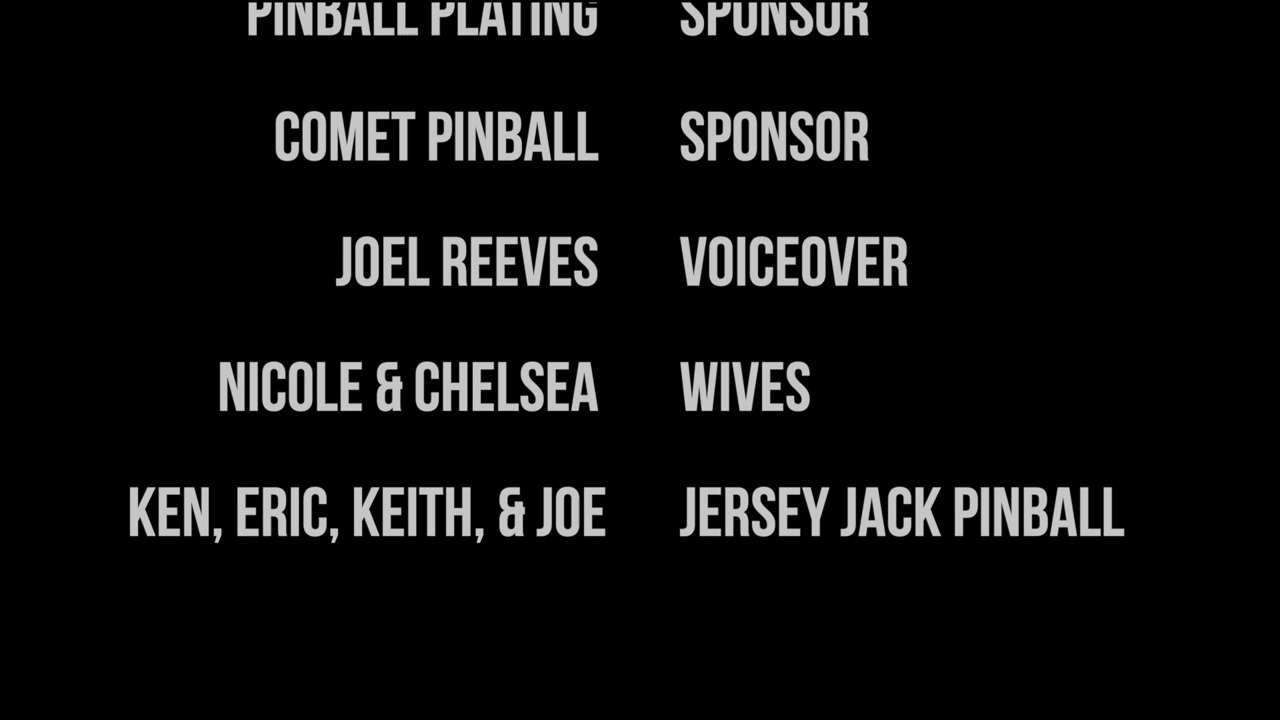 PINBALL PLATING SPONSOR
COMET PINBALL SPONSOR
JOEL REEVES VOICEOVER
NICOLE & CHELSEA WIVES
KEN, ERIC, KEITH, & JOE JERSEY JACK PINBALL